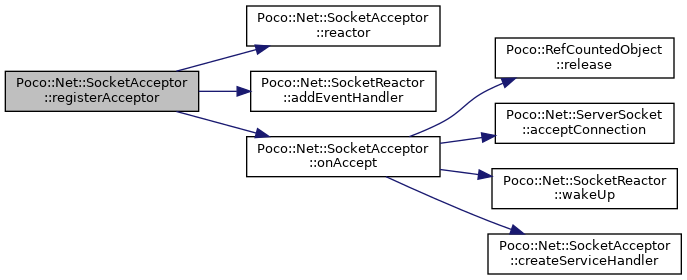 Poco::Net::SocketAcceptor
::registerAcceptor
Poco::Net::SocketAcceptor
::reactor
Poco::Net::SocketReactor
::addEventHandler
Poco::Net::SocketAcceptor
::onAccept
Poco::RefCountedObject
::release
Poco::Net::ServerSocket
::acceptConnection
Poco::Net::SocketReactor
::wakeUp
Poco::Net::SocketAcceptor
::createServiceHandler